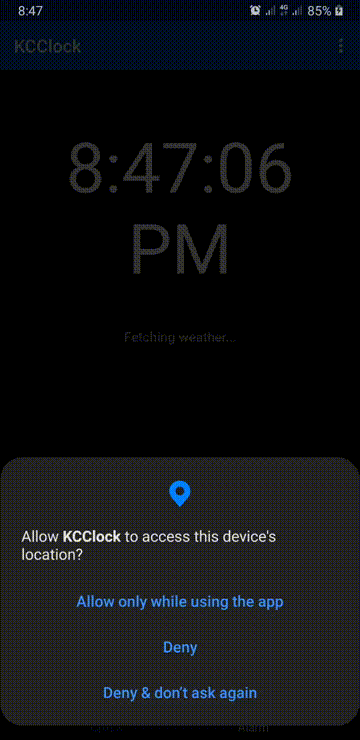 8:47
4G
85%
KCClock
8:47:06
PM
Fetching weather...
Allow KCClock to access this device's
location?
Allow only while using the app
Deny
Deny & don't ask again
Alarm